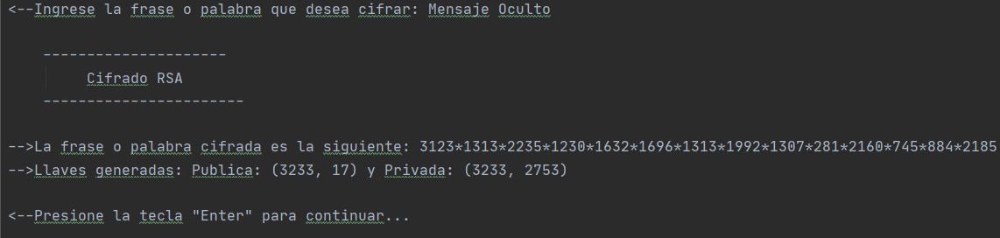 <--Ingrese la frase o palabra que desea cifrar: Mensaje Oculto
---------------------
Cifrado RSA
-----------------------
-->La frase o palabra cifrada es la siguiente: 3123*1313*2235*1230*1632*1696*1313*1992*1307*281*2160*745*884*2185
-->Llaves generadas: Publica: (3233, 17) y Privada: (3233, 2753)
<--Presione la tecla "Enter" para continuar...